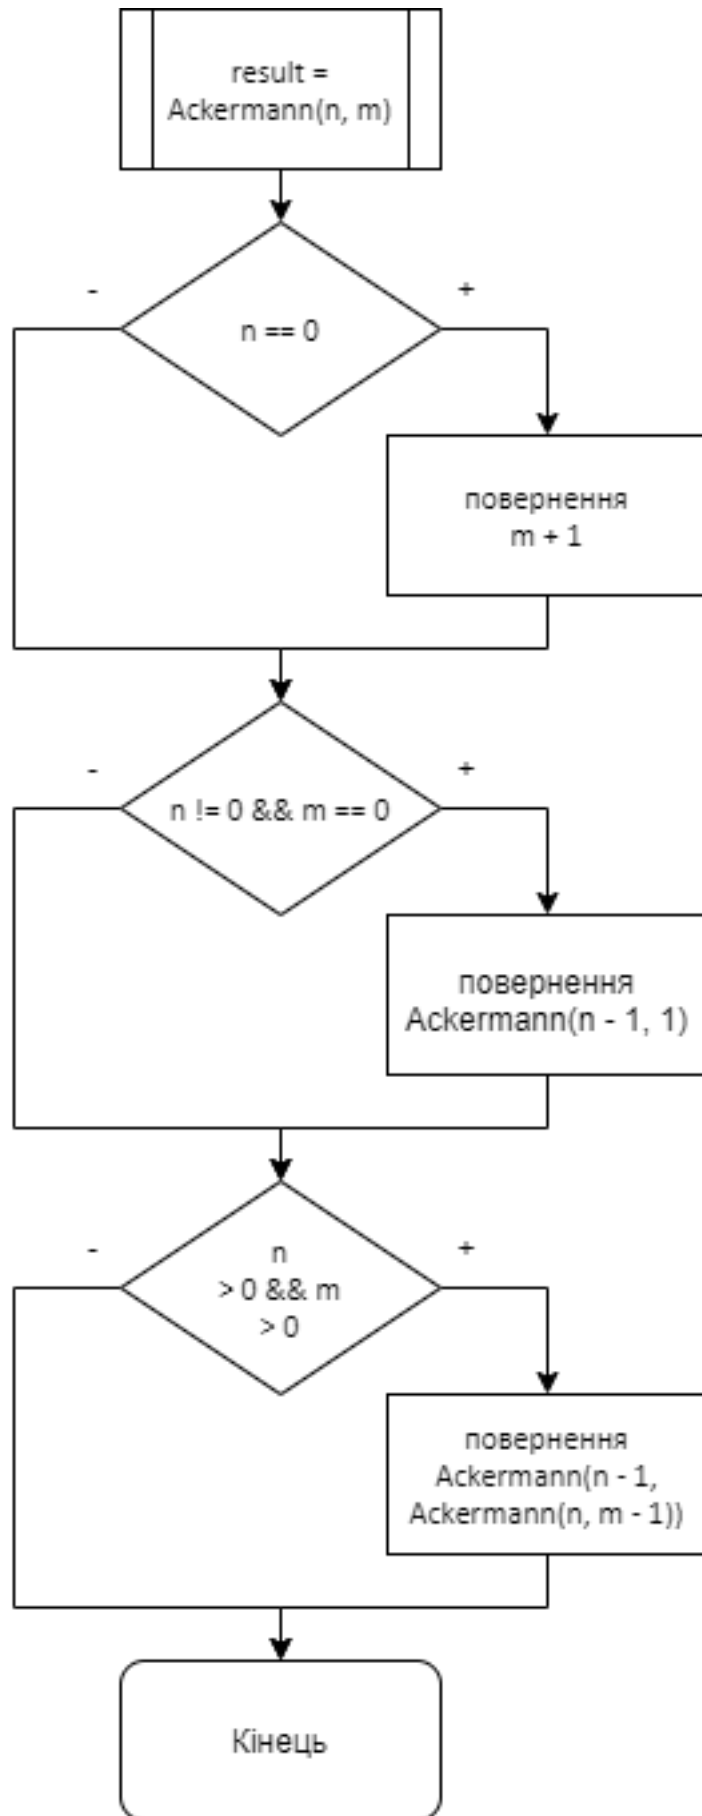 result =
Ackermann(n, m)
-
+
n == 0
повернення
m + 1
-
+
n != 0 && m == 0
повернення
Ackermann(n - 1, 1)
-
+
n
> 0 && m
> 0
повернення
Ackermann(n - 1,
Ackermann(n, m - 1))
Кінець